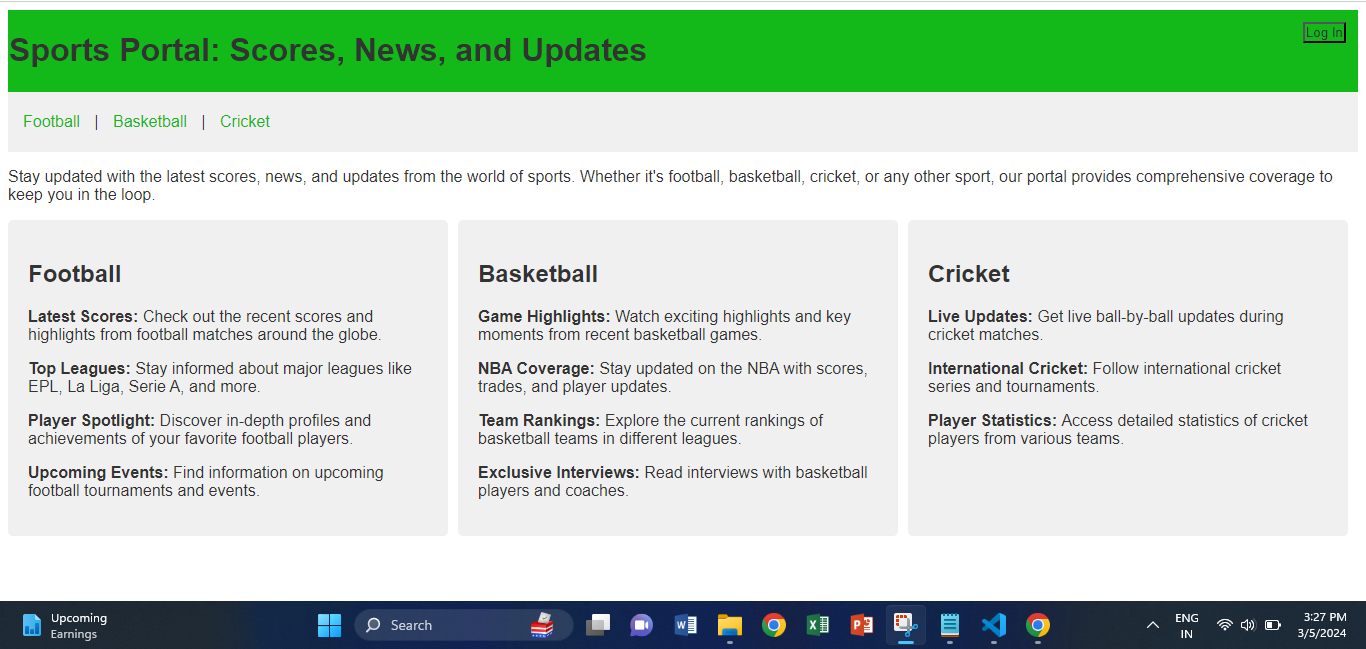 Sports Portal: Scores, News, and Updates
Log In
Football | Basketball | Cricket
Stay updated with the latest scores, news, and updates from the world of sports. Whether it's football, basketball, cricket, or any other sport, our portal provides comprehensive coverage to
keep you in the loop.
Football
Latest Scores: Check out the recent scores and
highlights from football matches around the globe.
Top Leagues: Stay informed about major leagues like
EPL, La Liga, Serie A, and more.
Player Spotlight: Discover in-depth profiles and
achievements of your favorite football players.
Upcoming Events: Find information on upcoming
football tournaments and events.
Basketball
Game Highlights: Watch exciting highlights and key
moments from recent basketball games.
NBA Coverage: Stay updated on the NBA with scores,
trades, and player updates.
Team Rankings: Explore the current rankings of
basketball teams in different leagues.
Exclusive Interviews: Read interviews with basketball
players and coaches.
Cricket
Live Updates: Get live ball-by-ball updates during
cricket matches.
International Cricket: Follow international cricket
series and tournaments.
Player Statistics: Access detailed statistics of cricket
players from various teams.
Upcoming
Earnings
Search
ENG
IN
3:27 PM
3/5/2024